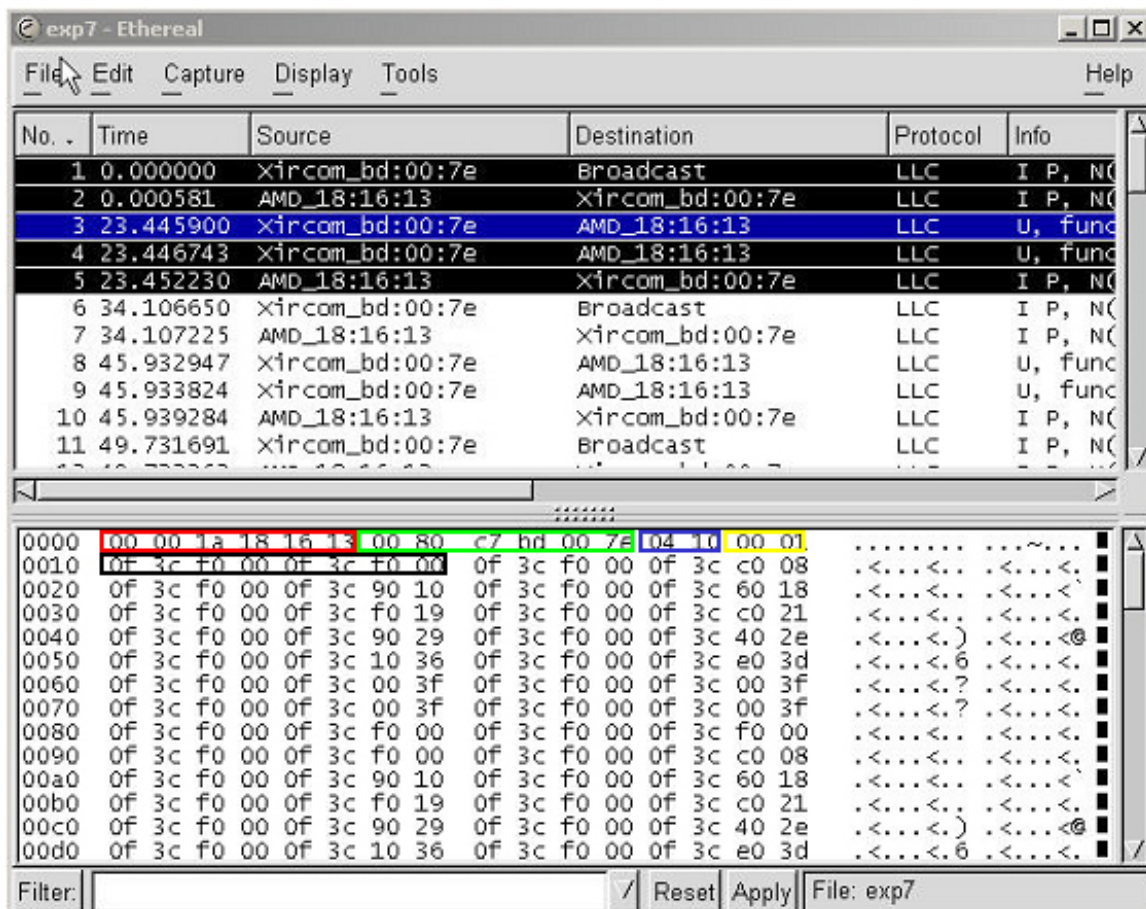 exp7 - Ethereal
File Edit Capture Display Tools Help
No. . Time Source Destination Protocol Info
1 0.000000 Xircom_bd:00:7e Broadcast LLC I P, N(
2 0.000581 AMD_18:16:13 Xircom_bd:00:7e LLC I P, N(
3 23.445900 Xircom_bd:00:7e AMD_18:16:13 LLC U, func
4 23.446743 Xircom_bd:00:7e AMD_18:16:13 LLC U, func
5 23.452230 AMD_18:16:13 Xircom_bd:00:7e LLC I P, N(
6 34.106650 Xircom_bd:00:7e Broadcast LLC I P, N(
7 34.107225 AMD_18:16:13 Xircom_bd:00:7e LLC I P, N(
8 45.932947 Xircom_bd:00:7e AMD_18:16:13 LLC U, func
9 45.933824 Xircom_bd:00:7e AMD_18:16:13 LLC U, func
10 45.939284 AMD_18:16:13 Xircom_bd:00:7e LLC I P, N(
11 49.731691 Xircom_bd:00:7e Broadcast LLC I P, N(
0000 00 00 1a 18 16 13 00 80 c7 bd 00 7e 04 10 00 01 ........ ...~...
0010 0f 3c f0 00 0f 3c f0 00 0f 3c f0 00 0f 3c c0 08 .<...<.. .<...<.
0020 0f 3c f0 00 0f 3c 90 10 0f 3c f0 00 0f 3c 60 18 .<...<.. .<...<`
0030 0f 3c f0 00 0f 3c f0 19 0f 3c f0 00 0f 3c c0 21 .<...<.. .<...<.
0040 0f 3c f0 00 0f 3c 90 29 0f 3c f0 00 0f 3c 40 2e .<...<.) .<...<@
0050 0f 3c f0 00 0f 3c 10 36 0f 3c f0 00 0f 3c e0 3d .<...<.6 .<...<.
0060 0f 3c f0 00 0f 3c 00 3f 0f 3c f0 00 0f 3c 00 3f .<...<.? .<...<.
0070 0f 3c f0 00 0f 3c 00 3f 0f 3c f0 00 0f 3c 00 3f .<...<.? .<...<.
0080 0f 3c f0 00 0f 3c f0 00 0f 3c f0 00 0f 3c f0 00 .<...<.. .<...<.
0090 0f 3c f0 00 0f 3c f0 00 0f 3c f0 00 0f 3c c0 08 .<...<.. .<...<.
00a0 0f 3c f0 00 0f 3c 90 10 0f 3c f0 00 0f 3c 60 18 .<...<.. .<...<`
00b0 0f 3c f0 00 0f 3c f0 19 0f 3c f0 00 0f 3c c0 21 .<...<.. .<...<.
00c0 0f 3c f0 00 0f 3c 90 29 0f 3c f0 00 0f 3c 40 2e .<...<.) .<...<@
00d0 0f 3c f0 00 0f 3c 10 36 0f 3c f0 00 0f 3c e0 3d .<...<.6 .<...<.
Filter: Reset Apply File: exp7